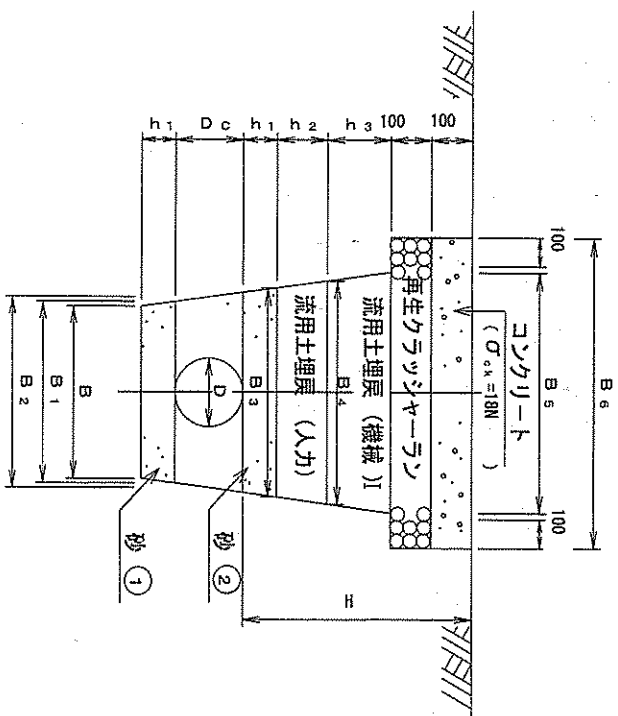 B6
B5
100
100
コンクリート
(σck=18N)
100
100
h3
h2
h1
Dc
h1
再生クラッシャーラン
流用土埋戻 (機械)I
B4
流用土埋戻 (人力)
B3
D
H
B
B1
B2
砂②
砂①